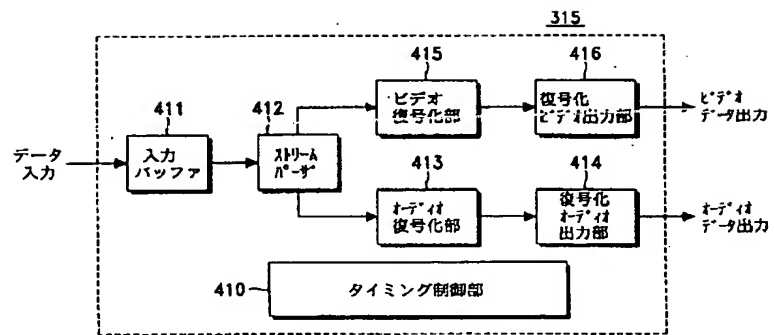 315
415
416
ビデオ
復号化部
復号化
ビデオ出力部
ビデオ
データ出力
411
412
データ
入力
入力
バッファ
ストリーム
パーザ
413
414
オーディオ
復号化部
復号化
オーディオ
出力部
オーディオ
データ出力
410
タイミング制御部